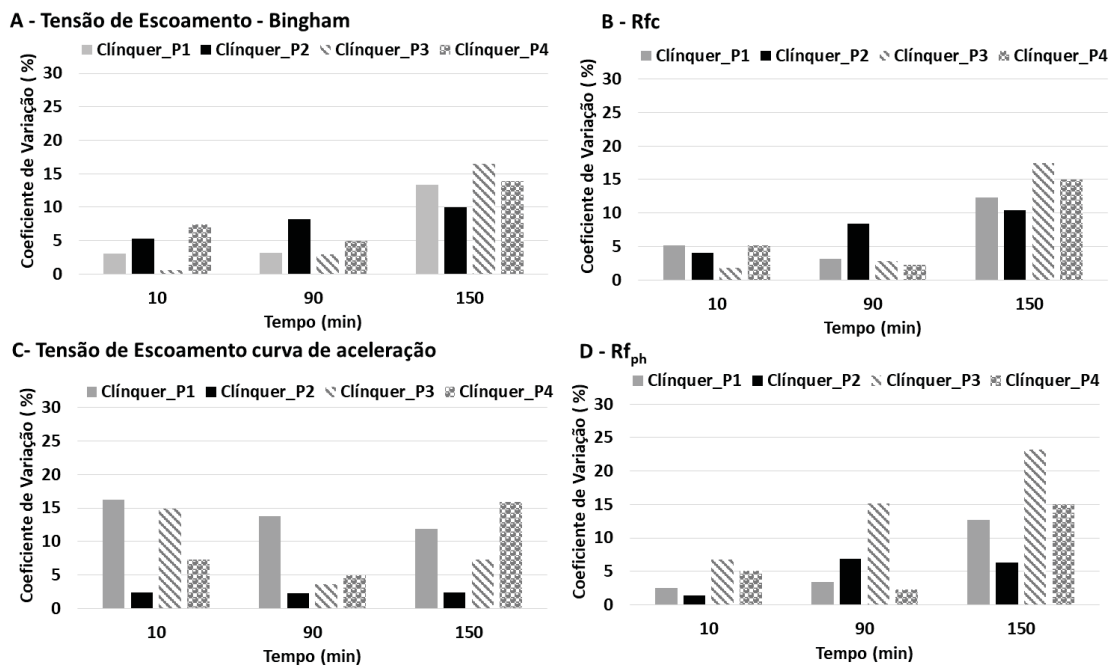 A - Tensão de Escoamento - Bingham
Clínquer_P1 Clínquer_P2 Clínquer_P3 Clínquer_P4
Coeficiente de Variação ( %)
30
25
20
15
10
5
0
10 90 150
Tempo (min)
B - Rfc
Clínquer_P1 Clínquer_P2 Clínquer_P3 Clínquer_P4
Coeficiente de Variação ( %)
30
25
20
15
10
5
0
10 90 150
Tempo (min)
C- Tensão de Escoamento curva de aceleração
Clínquer_P1 Clínquer_P2 Clínquer_P3 Clínquer_P4
Coeficiente de Variação ( %)
30
25
20
15
10
5
0
10 90 150
Tempo (min)
D - Rfph
Clínquer_P1 Clínquer_P2 Clínquer_P3 Clínquer_P4
Coeficiente de Variação ( %)
30
25
20
15
10
5
0
10 90 150
Tempo (min)